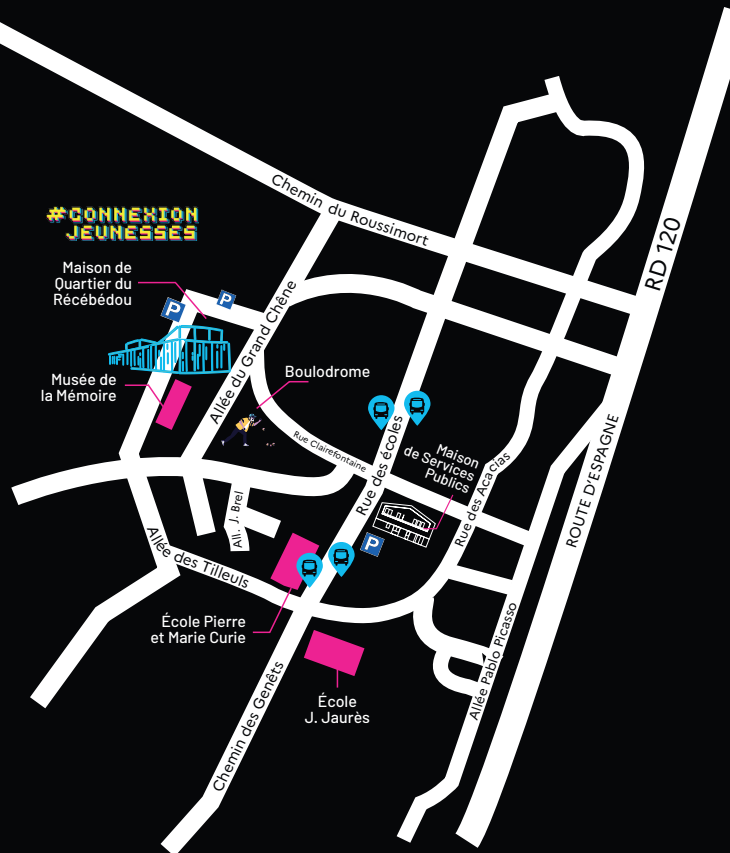 Chemin du Roussimort
RD 120
#CONNEXION
JEUNESSES
Maison de
Quartier du
Récébédou
P
P
Allée du Grand Chêne
Musée de
la Mémoire
Boulodrome
Rue Clairefontaine
Rue des écoles
Maison
de Services
Publics
Rue des Acacias
ROUTE D'ESPAGNE
All. J. Brel
P
Allée des Tilleuls
École Pierre
et Marie Curie
Allée Pablo Picasso
École
J. Jaurès
Chemin des Genêts